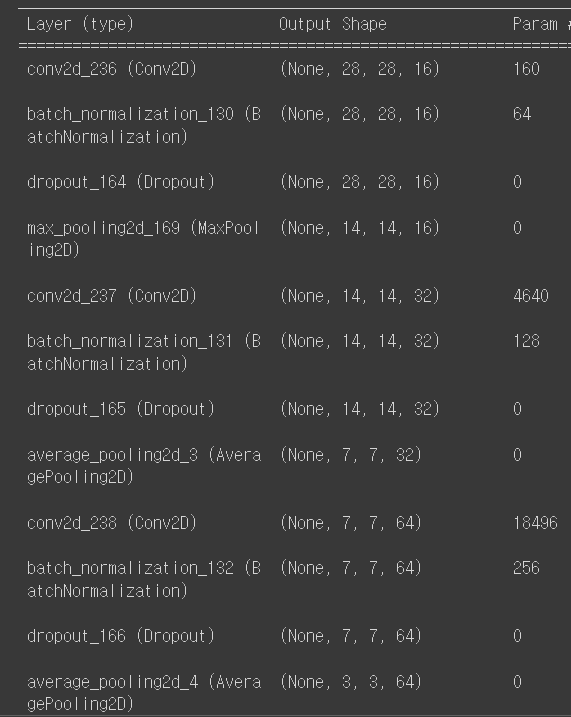 Layer (type) Output Shape Param #
conv2d_236 (Conv2D) (None, 28, 28, 16) 160
batch_normalization_130 (B (None, 28, 28, 16) 64
atchNormalization)
dropout_164 (Dropout) (None, 28, 28, 16) 0
max_pooling2d_169 (MaxPool (None, 14, 14, 16) 0
ing2D)
conv2d_237 (Conv2D) (None, 14, 14, 32) 4640
batch_normalization_131 (B (None, 14, 14, 32) 128
atchNormalization)
dropout_165 (Dropout) (None, 14, 14, 32) 0
average_pooling2d_3 (Avera (None, 7, 7, 32) 0
gePooling2D)
conv2d_238 (Conv2D) (None, 7, 7, 64) 18496
batch_normalization_132 (B (None, 7, 7, 64) 256
atchNormalization)
dropout_166 (Dropout) (None, 7, 7, 64) 0
average_pooling2d_4 (Avera (None, 3, 3, 64) 0
gePooling2D)